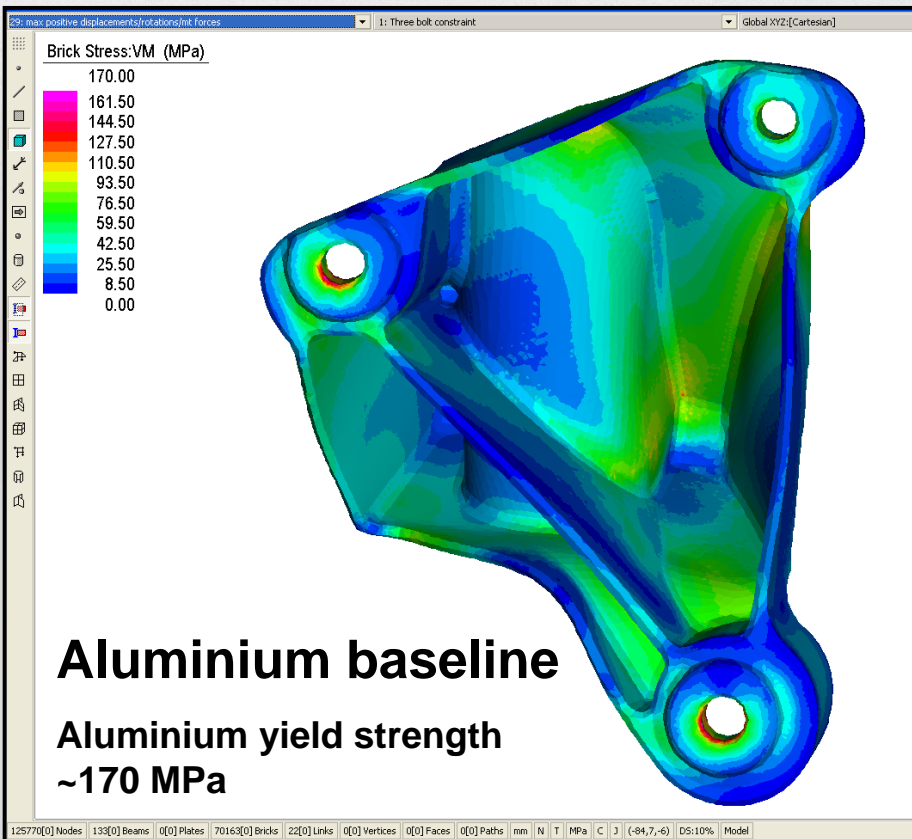 29: max positive displacements/rotations/mt forces
1: Three bolt constraint
Global XYZ:[Cartesian]
Brick Stress:VM (MPa)
170.00
161.50
144.50
127.50
110.50
93.50
76.50
59.50
42.50
25.50
8.50
0.00
Aluminium baseline
Aluminium yield strength
~170 MPa
125770[0] Nodes 133[0] Beams 0[0] Plates 70163[0] Bricks 22[0] Links 0[0] Vertices 0[0] Faces 0[0] Paths mm N T MPa C J (-84,7,-6) DS:10% Model